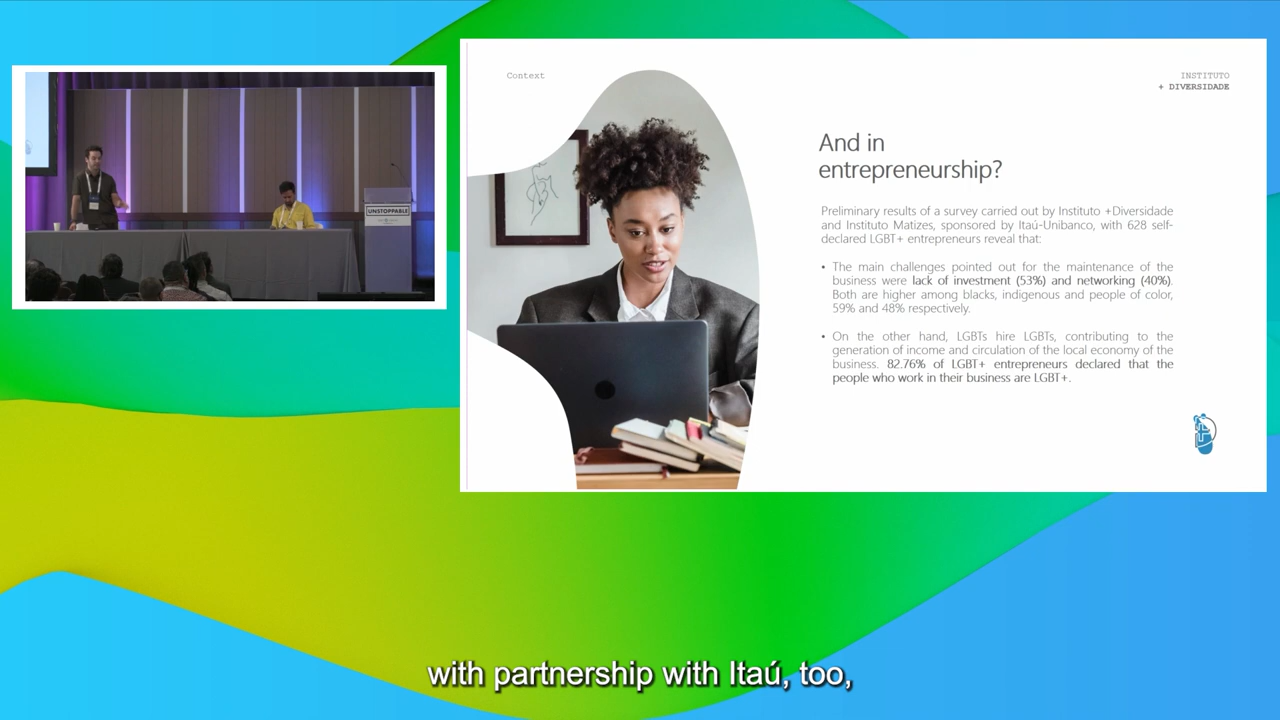 Context
INSTITUTO
+ DIVERSIDADE
And in
entrepreneurship?
Preliminary results of a survey carried out by Instituto +Diversidade
and Instituto Matizes, sponsored by Itaú-Unibanco, with 628 self-
declared LGBT+ entrepreneurs reveal that:
• The main challenges pointed out for the maintenance of the
business were lack of investment (53%) and networking (40%).
Both are higher among blacks, indigenous and people of color,
59% and 48% respectively.
• On the other hand, LGBTs hire LGBTs, contributing to the
generation of income and circulation of the local economy of the
business. 82.76% of LGBT+ entrepreneurs declared that the
people who work in their business are LGBT+.
UNSTOPPABLE
with partnership with Itaú, too,